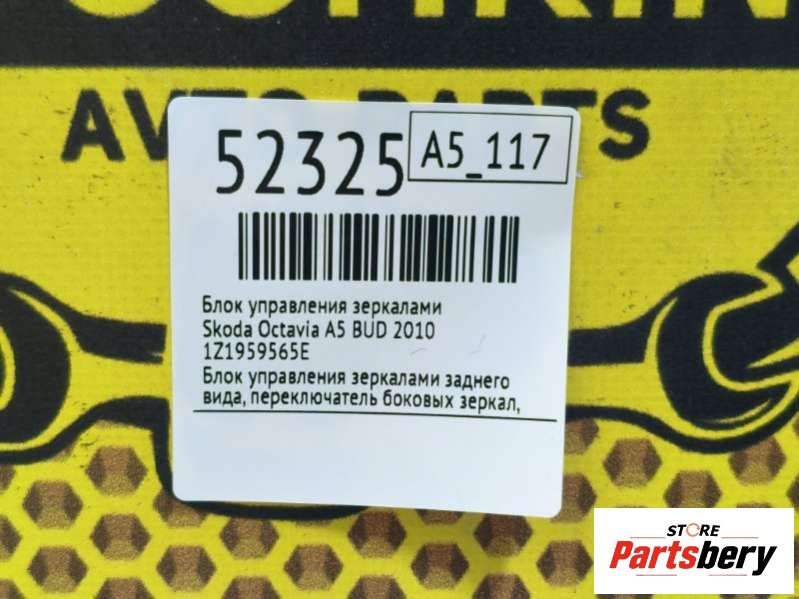 AVTO PARTS
52325
A5_117
Блок управления зеркалами
Skoda Octavia A5 BUD 2010
1Z1959565E
Блок управления зеркалами заднего
вида, переключатель боковых зеркал,
STORE
Partsbery